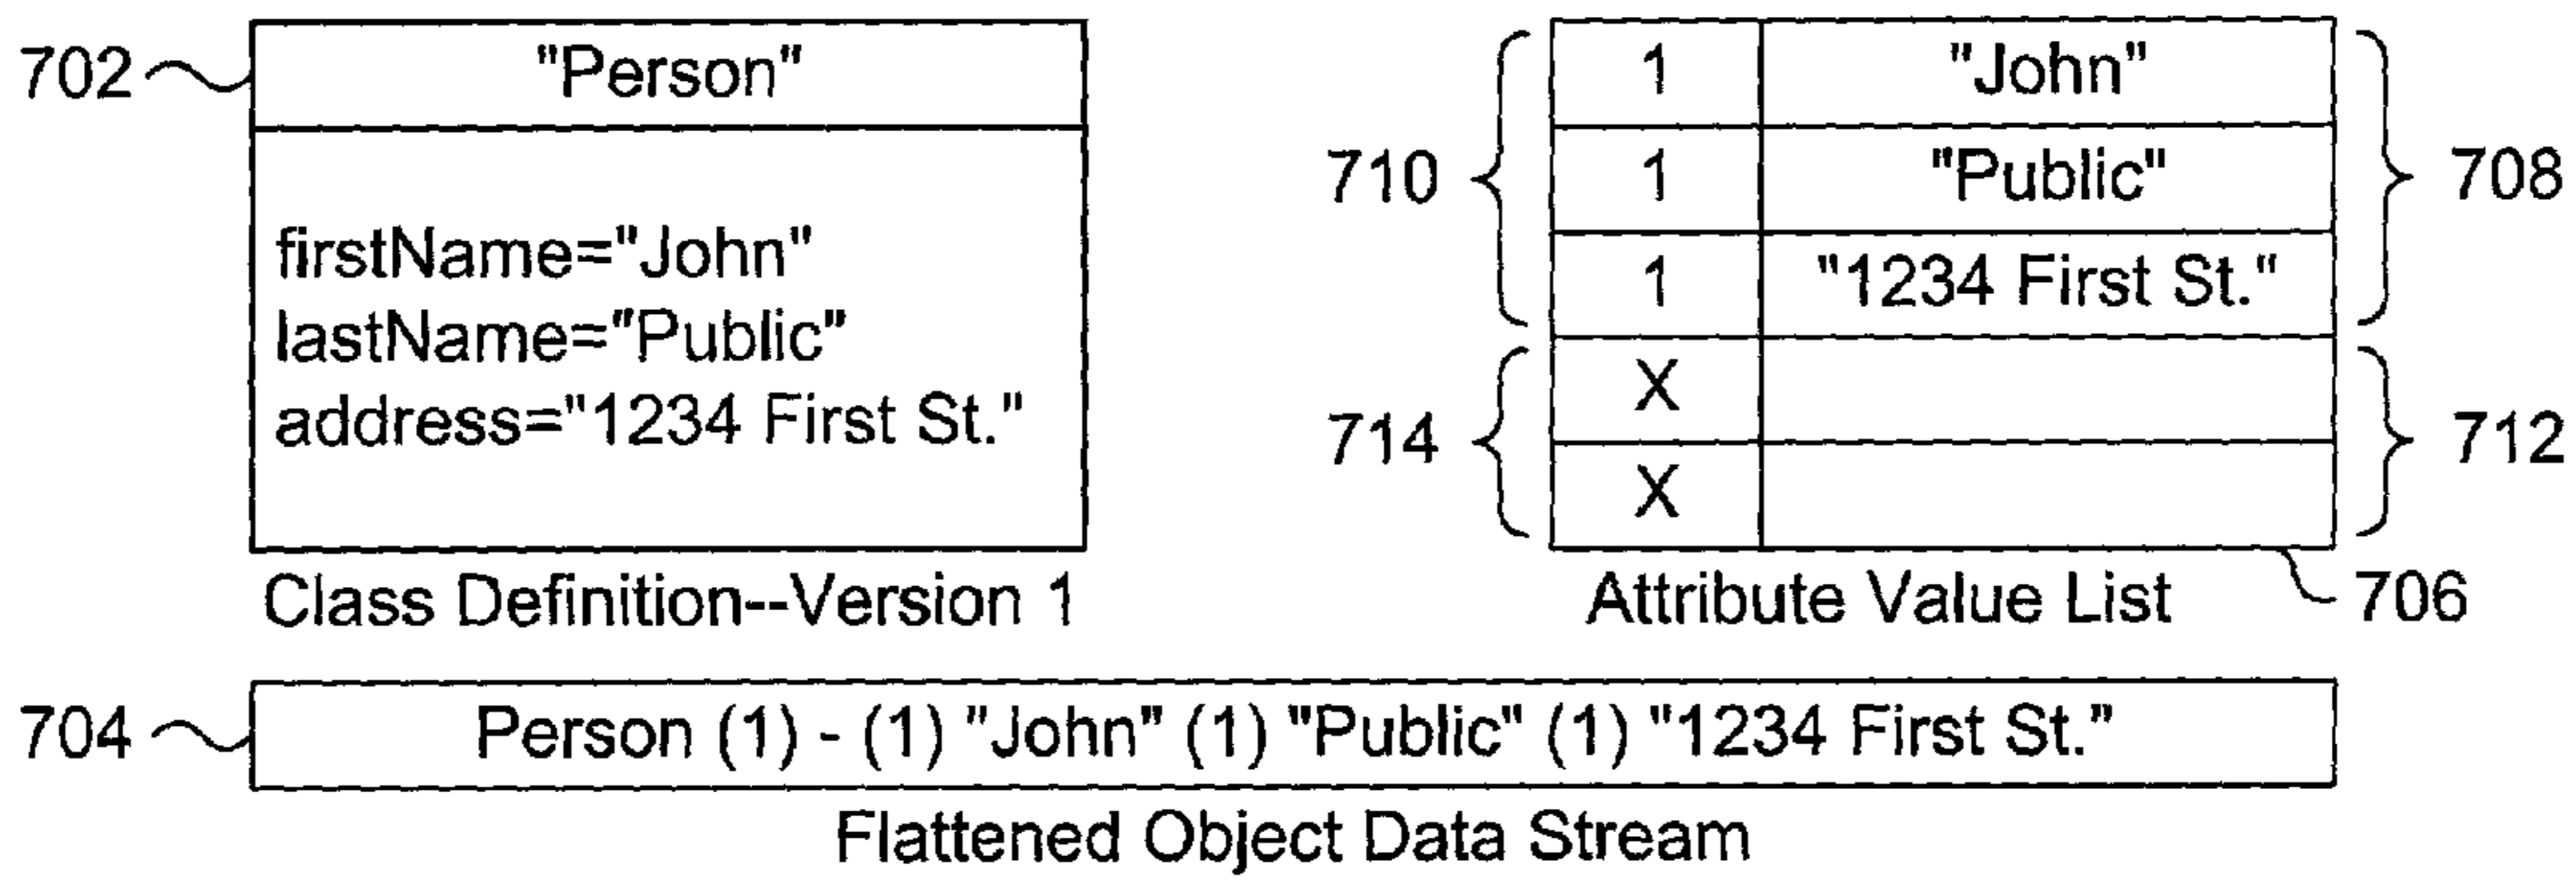 702
"Person"
firstName="John"
lastName="Public"
address="1234 First St."
Class Definition--Version 1
710
1 "John"
1 "Public"
1 "1234 First St."
708
714
X
X
712
Attribute Value List
706
704
Person (1) - (1) "John" (1) "Public" (1) "1234 First St."
Flattened Object Data Stream